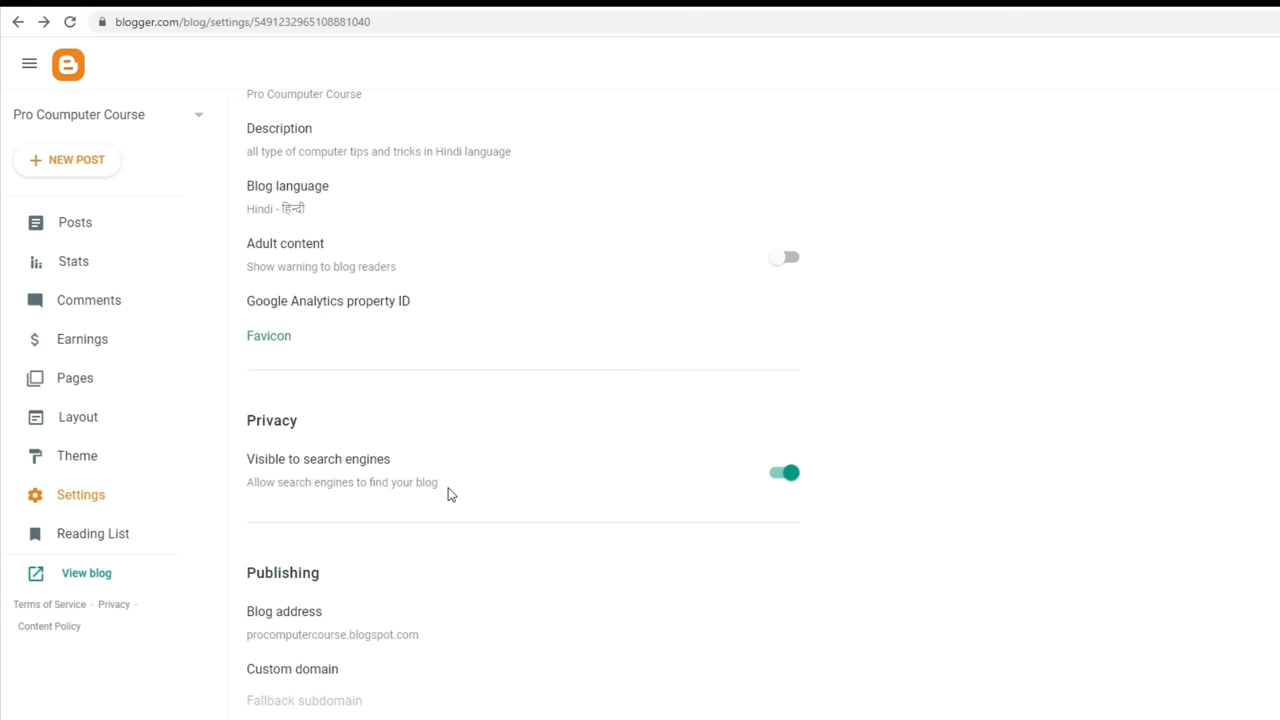 blogger.com/blog/settings/5491232965108881040
Pro Coumputer Course
NEW POST
Posts
Stats
Comments
Earnings
Pages
Layout
Theme
Settings
Reading List
View blog
Terms of Service · Privacy ·
Content Policy
Pro Coumputer Course
Description
all type of computer tips and tricks in Hindi language
Blog language
Hindi - हिन्दी
Adult content
Show warning to blog readers
Google Analytics property ID
Favicon
Privacy
Visible to search engines
Allow search engines to find your blog
Publishing
Blog address
procomputercourse.blogspot.com
Custom domain
Fallback subdomain